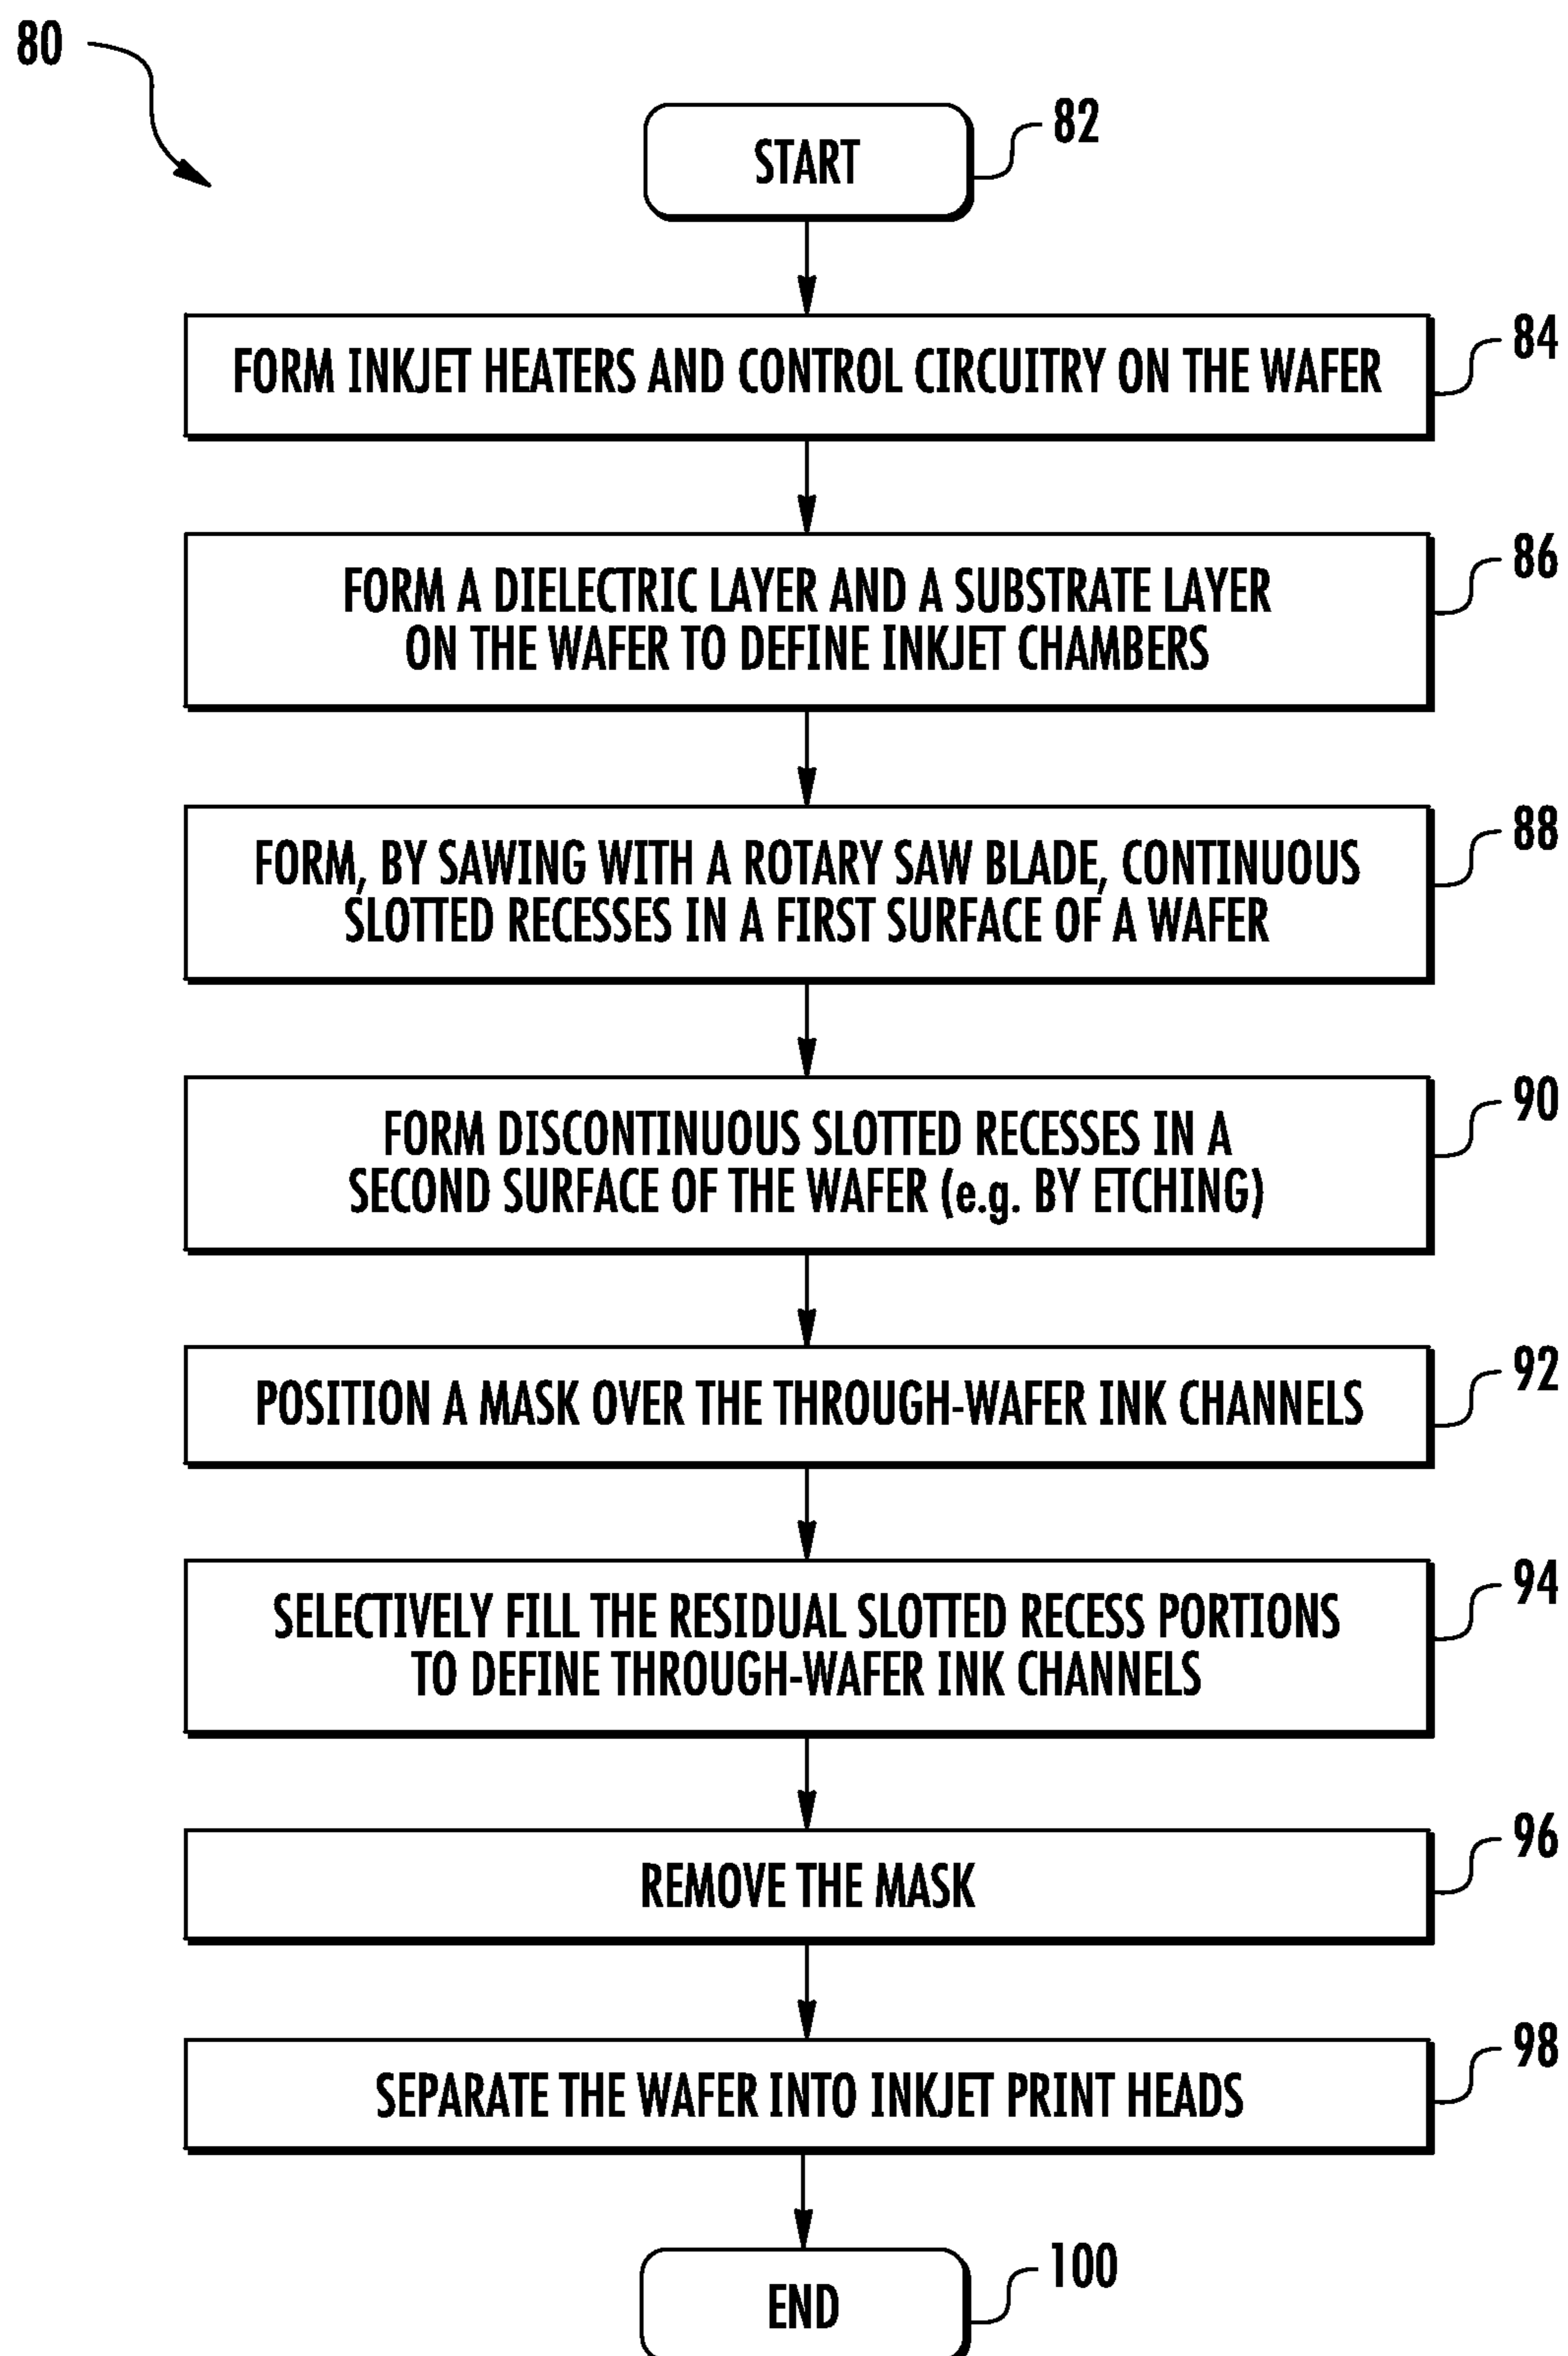 80
START
82
FORM INKJET HEATERS AND CONTROL CIRCUITRY ON THE WAFER
84
FORM A DIELECTRIC LAYER AND A SUBSTRATE LAYER
ON THE WAFER TO DEFINE INKJET CHAMBERS
86
FORM, BY SAWING WITH A ROTARY SAW BLADE, CONTINUOUS
SLOTTED RECESSES IN A FIRST SURFACE OF A WAFER
88
FORM DISCONTINUOUS SLOTTED RECESSES IN A
SECOND SURFACE OF THE WAFER (e.g. BY ETCHING)
90
POSITION A MASK OVER THE THROUGH-WAFER INK CHANNELS
92
SELECTIVELY FILL THE RESIDUAL SLOTTED RECESS PORTIONS
TO DEFINE THROUGH-WAFER INK CHANNELS
94
REMOVE THE MASK
96
SEPARATE THE WAFER INTO INKJET PRINT HEADS
98
END
100